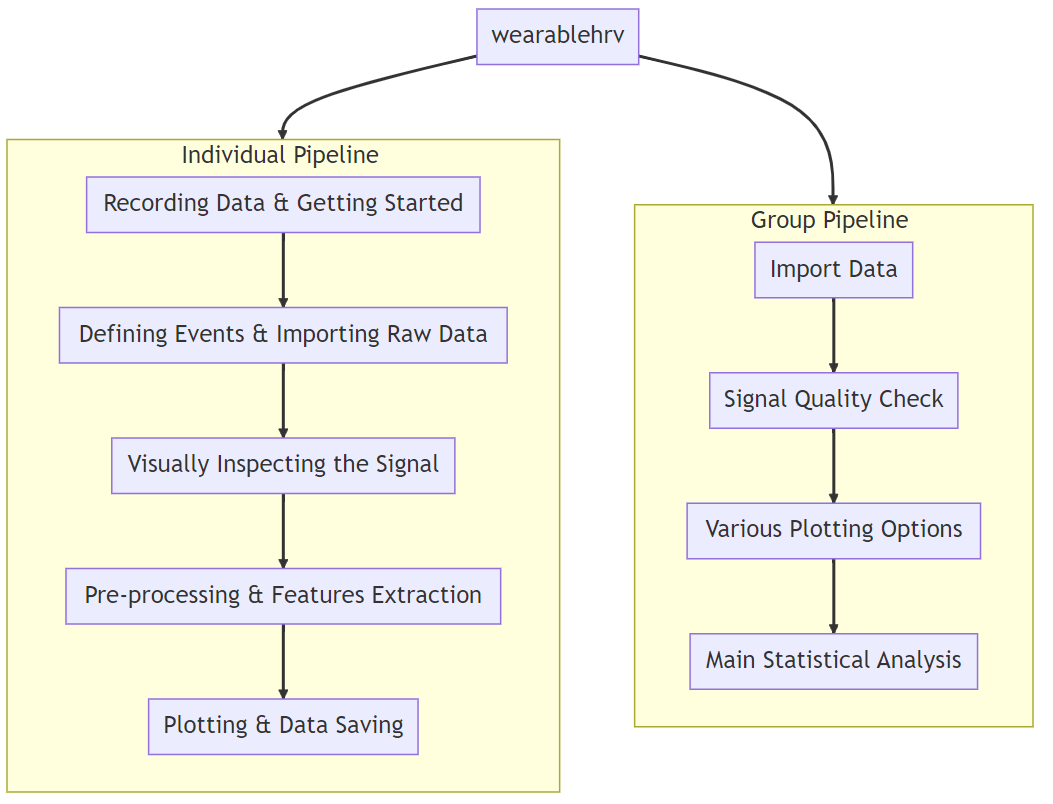 wearablehrv
Individual Pipeline
Recording Data & Getting Started
Defining Events & Importing Raw Data
Visually Inspecting the Signal
Pre-processing & Features Extraction
Plotting & Data Saving
Group Pipeline
Import Data
Signal Quality Check
Various Plotting Options
Main Statistical Analysis